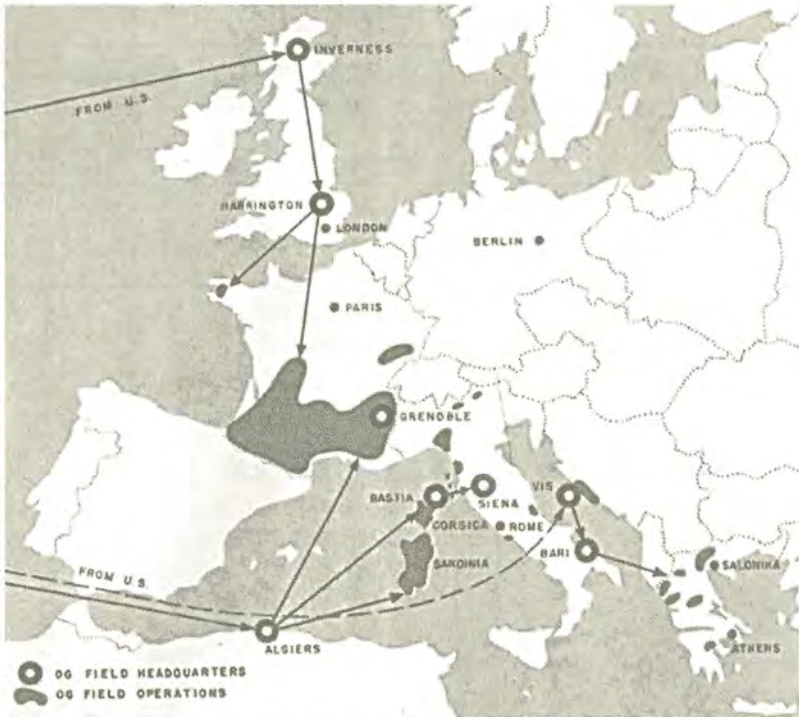 INVERNESS
FROM U.S.
HARRINGTON
LONDON
BERLIN
PARIS
GRENOBLE
BASTIA
SIENA
VIS
CORSICA
ROME
BARI
SARDINIA
SALONIKA
FROM U.S.
ALGIERS
ATHENS
OG FIELD HEADQUARTERS
OG FIELD OPERATIONS